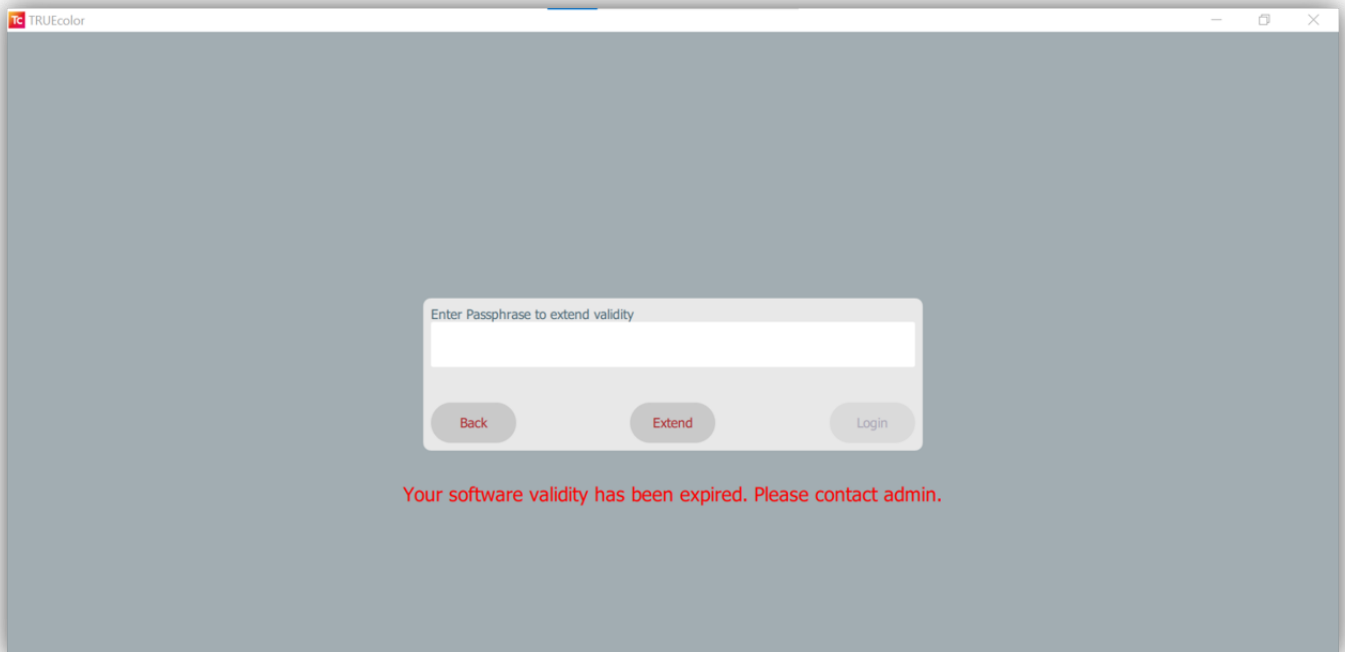 Tc TRUEcolor
Enter Passphrase to extend validity
Back Extend Login
Your software validity has been expired. Please contact admin.